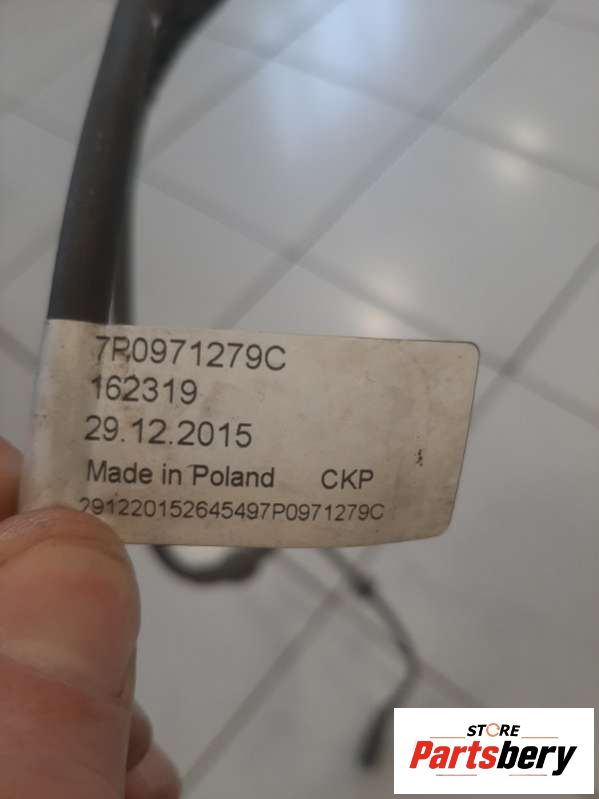 7P0971279C
162319
29.12.2015
Made in Poland CKP
291220152645497P0971279C
STORE
Partsbery